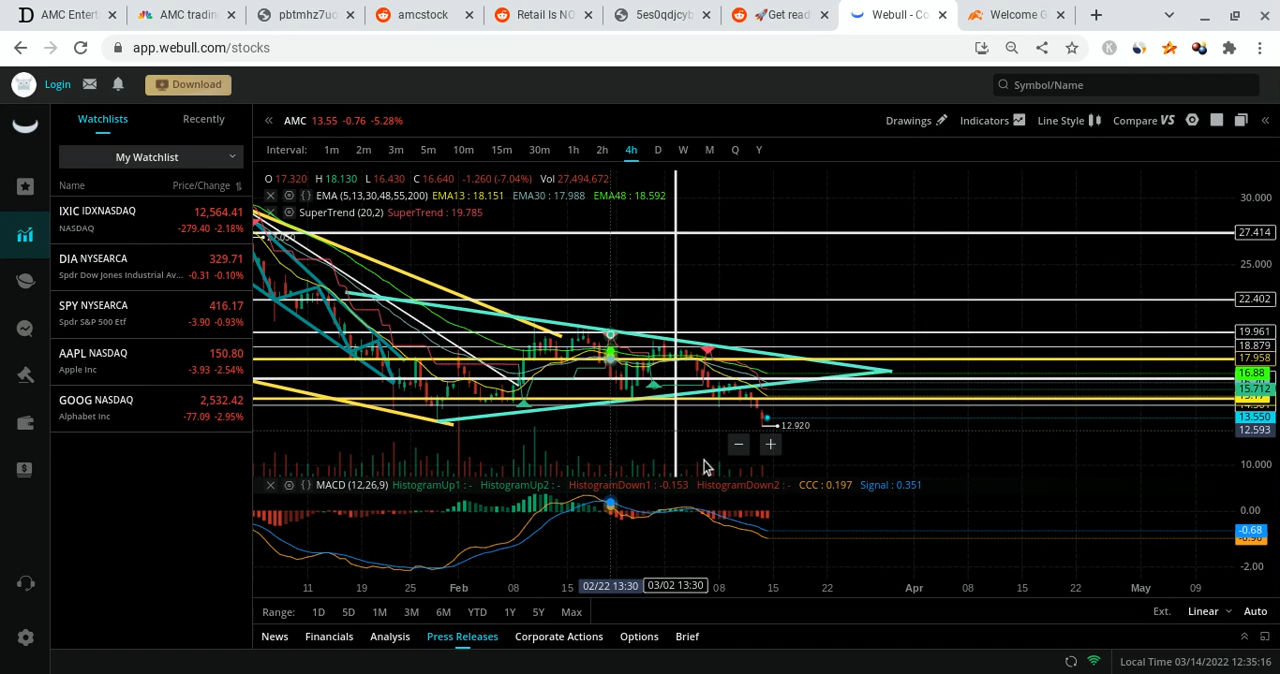 AMC Entert
AMC tradin
pbtmhz7uo
amcstock
Retail Is NO
5es0qdjcyb
🚀Get read
Webull - Co
Welcome G
app.webull.com/stocks
Login
Download
Symbol/Name
Watchlists
Recently
My Watchlist
Name Price/Change
IXIC IDXNASDAQ 12,564.41
NASDAQ -279.40 -2.18%
DIA NYSEARCA 329.71
Spdr Dow Jones Industrial Av... -0.31 -0.10%
SPY NYSEARCA 416.17
Spdr S&P 500 Etf -3.90 -0.93%
AAPL NASDAQ 150.80
Apple Inc -3.93 -2.54%
GOOG NASDAQ 2,532.42
Alphabet Inc -77.09 -2.95%
AMC 13.55 -0.76 -5.28%
Drawings Indicators Line Style Compare VS
Interval: 1m 2m 3m 5m 10m 15m 30m 1h 2h 4h D W M Q Y
O 17.320 H 18.130 L 16.430 C 16.640 -1.260 (-7.04%) Vol 27,494,672
EMA (5,13,30,48,55,200) EMA13 : 18.151 EMA30 : 17.988 EMA48 : 18.592
SuperTrend (20,2) SuperTrend : 19.785
30.000
27.414
25.000
22.402
19.961
18.879
17.958
16.88
15.712
13.550
12.593
10.000
12.920
MACD (12,26,9) HistogramUp1 : - HistogramUp2 : - HistogramDown1 : -0.153 HistogramDown2 : - CCC : 0.197 Signal : 0.351
0.00
-0.68
-2.00
11 19 25 Feb 08 15 02/22 13:30 03/02 13:30 08 15 22 Apr 08 15 22 May 09
Range: 1D 5D 1M 3M 6M YTD 1Y 5Y Max
Ext. Linear Auto
News Financials Analysis Press Releases Corporate Actions Options Brief
Local Time 03/14/2022 12:35:16